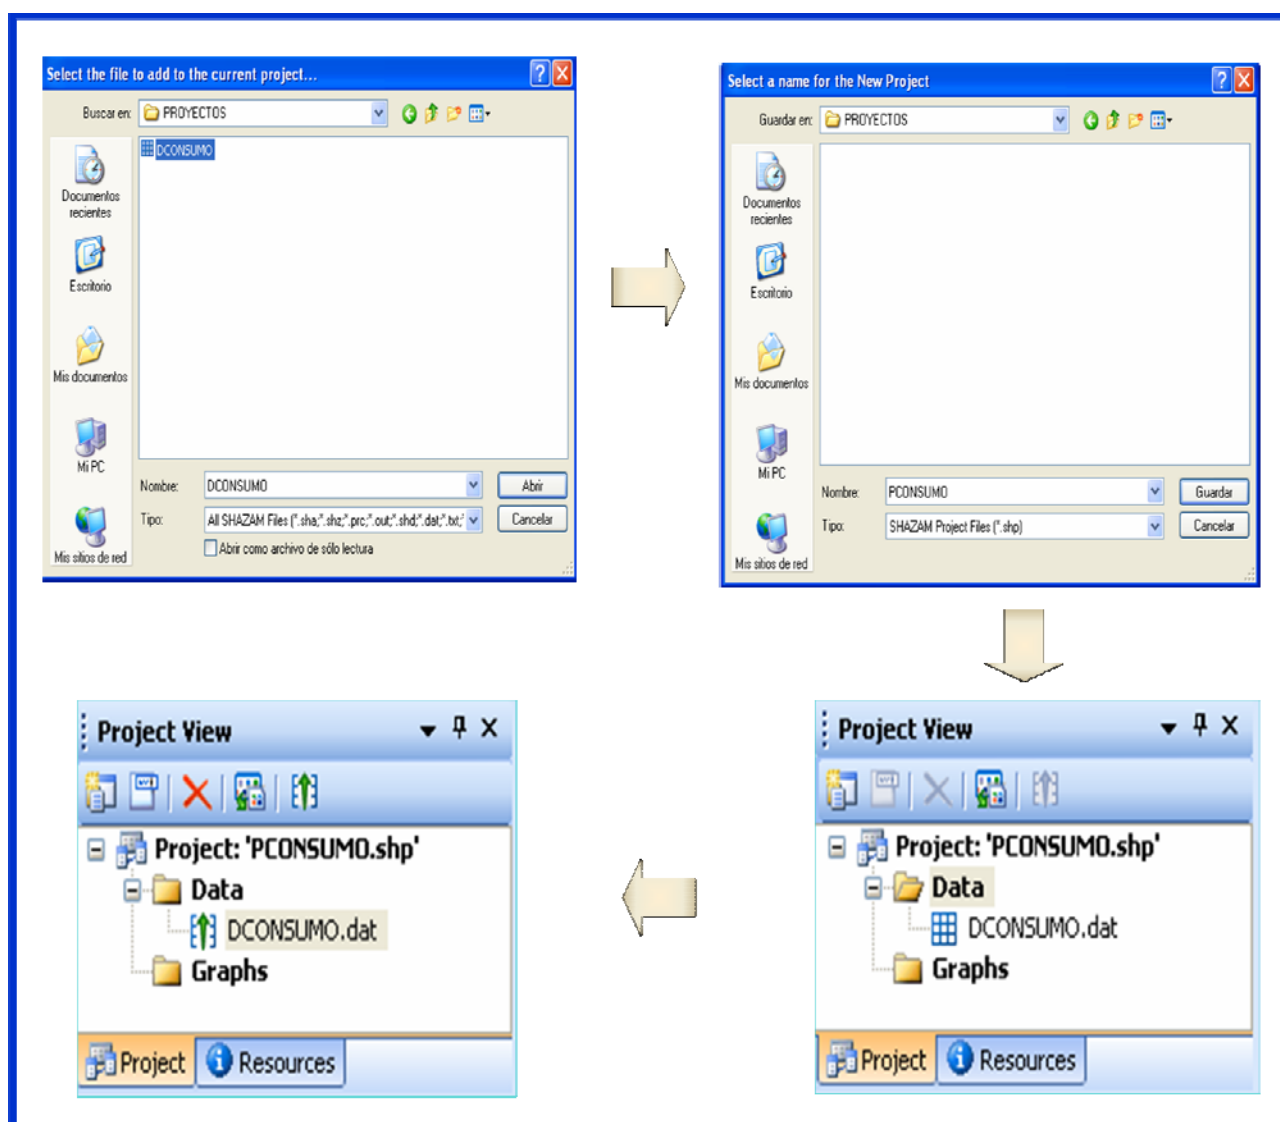 Select the file to add to the current project...
Buscar en:
PROYECTOS
DCONSUMO
Documentos
recientes
Escritorio
Mis documentos
Mi PC
Mis sitios de red
Nombre:
DCONSUMO
Abrir
Tipo:
All SHAZAM Files (*.sha;*.shz;*.prc;*.out;*.shd;*.dat;*.txt;*
Cancelar
Abrir como archivo de sólo lectura
Select a name for the New Project
Guardar en:
PROYECTOS
Documentos
recientes
Escritorio
Mis documentos
Mi PC
Mis sitios de red
Nombre:
PCONSUMO
Guardar
Tipo:
SHAZAM Project Files (*.shp)
Cancelar
Project View
Project: 'PCONSUMO.shp'
Data
DCONSUMO.dat
Graphs
Project
Resources
Project View
Project: 'PCONSUMO.shp'
Data
DCONSUMO.dat
Graphs
Project
Resources